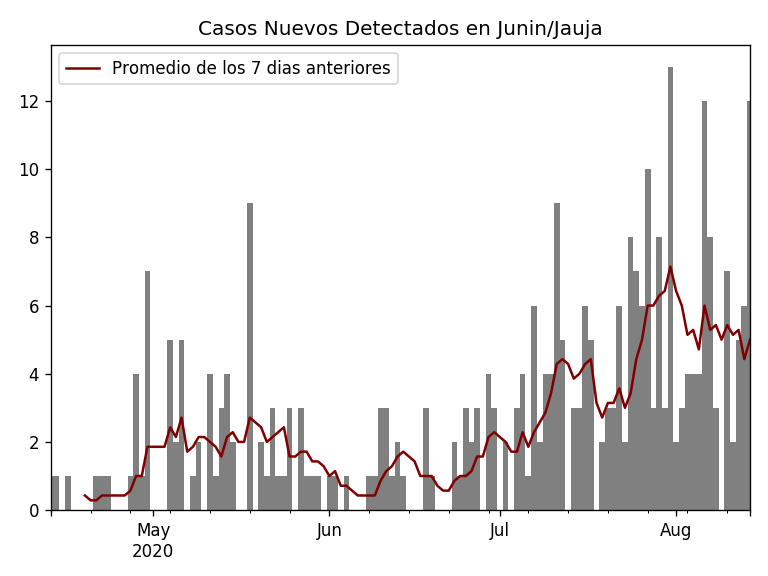 Casos Nuevos Detectados en Junin/Jauja
Promedio de los 7 dias anteriores
12
10
8
6
4
2
0
May
2020
Jun
Jul
Aug